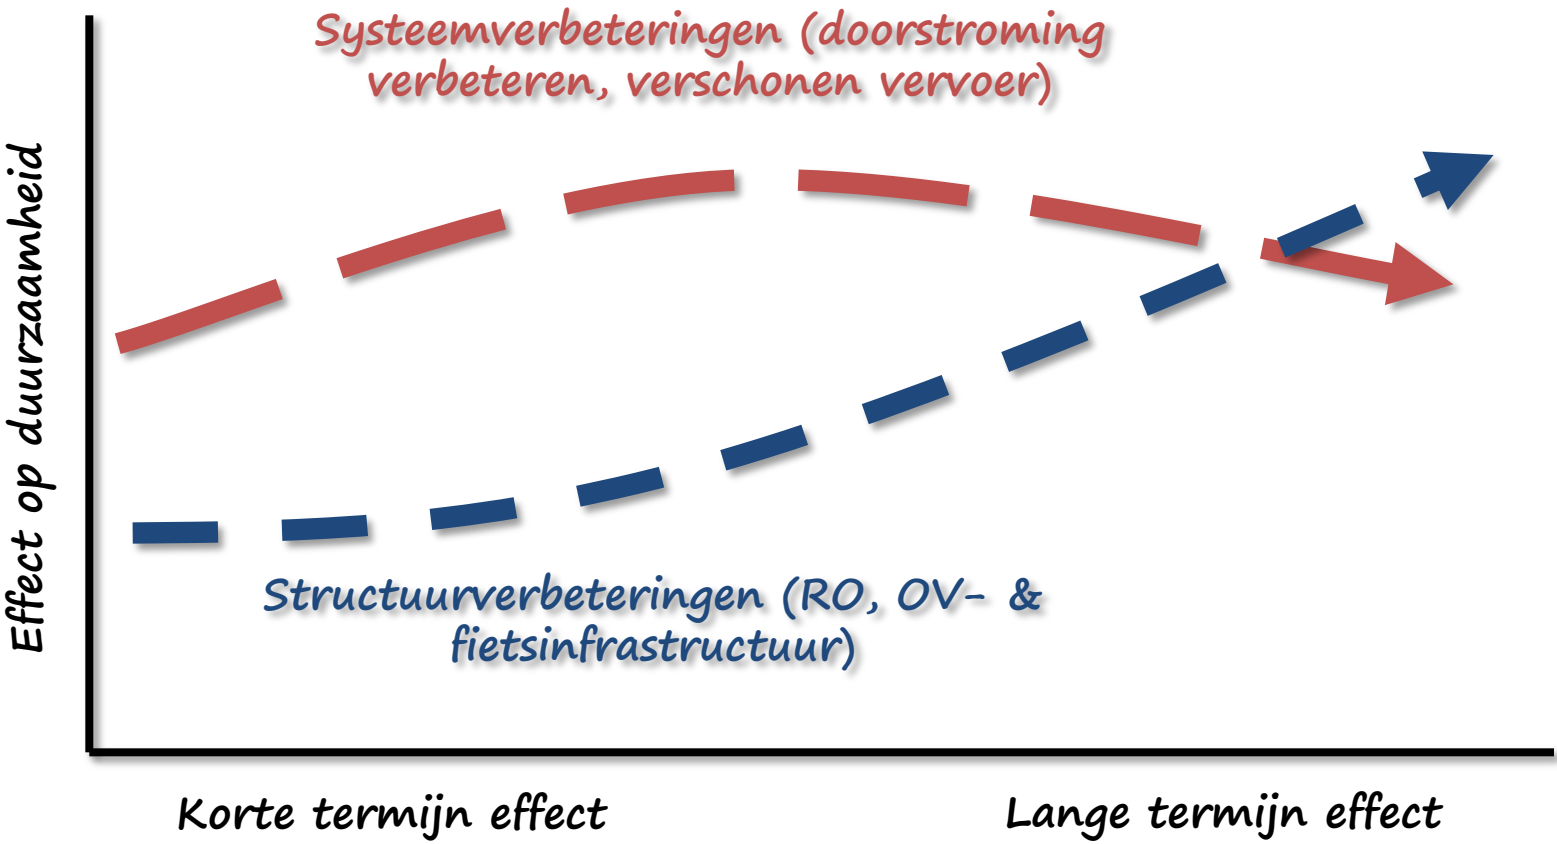 Systeemverbeteringen (doorstroming
verbeteren, verschonen vervoer)
Effect op duurzaamheid
Structuurverbeteringen (RO, OV- &
fietsinfrastructuur)
Korte termijn effect
Lange termijn effect